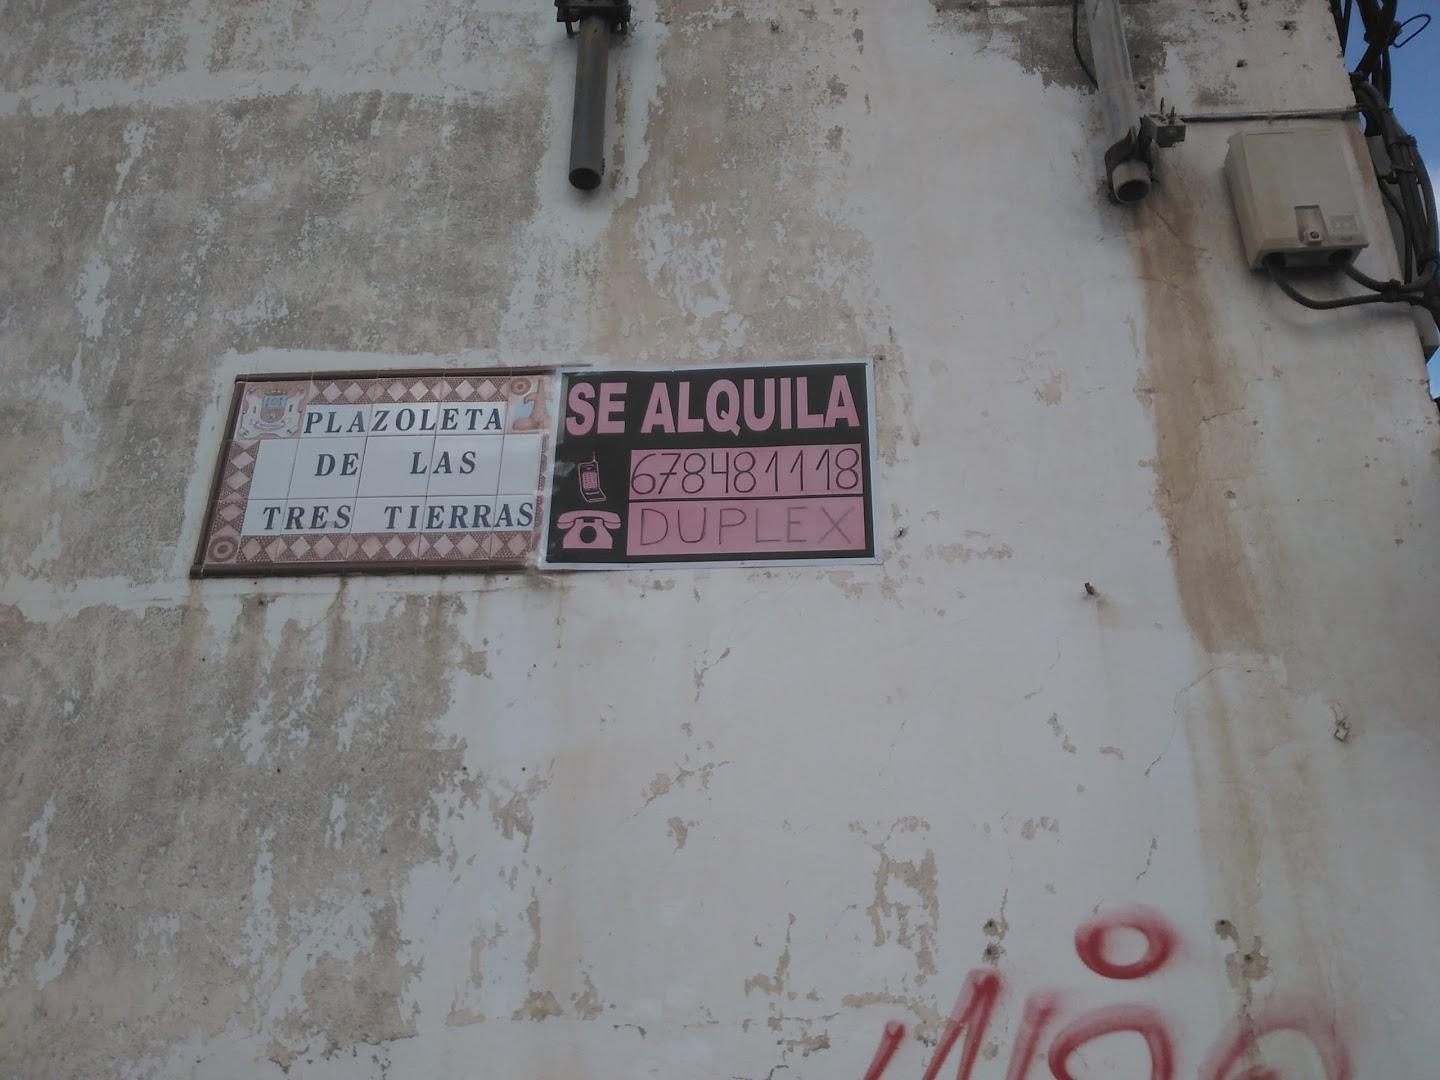 PLAZOLETA
DE LAS
TRES TIERRAS
SE ALQUILA
678481118
DUPLEX